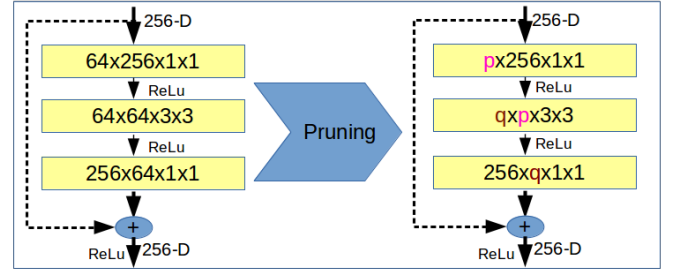 256-D
64x256x1x1
ReLu
64x64x3x3
ReLu
256x64x1x1
+
ReLu
256-D
Pruning
256-D
px256x1x1
ReLu
qxpx3x3
ReLu
256xqx1x1
+
ReLu
256-D